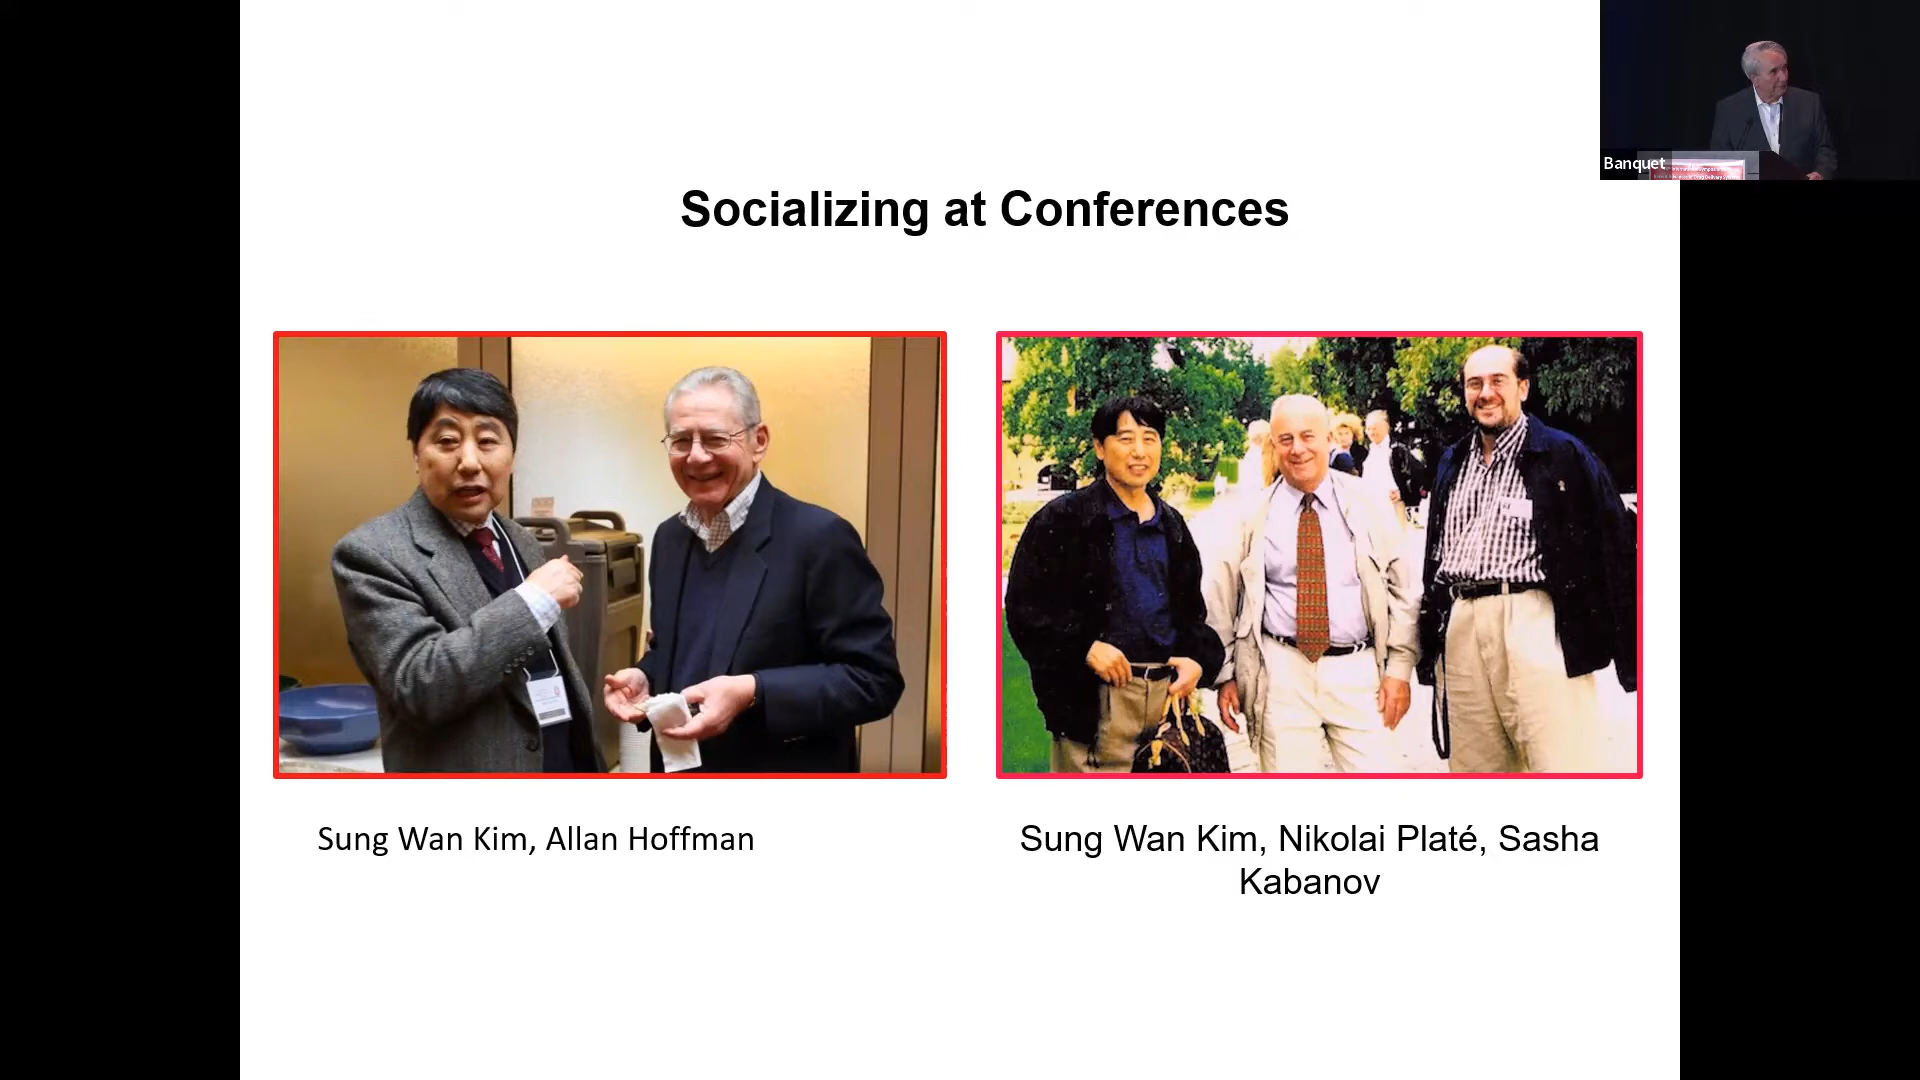 Banquet
Socializing at Conferences
Sung Wan Kim, Allan Hoffman
Sung Wan Kim, Nikolai Platé, Sasha
Kabanov